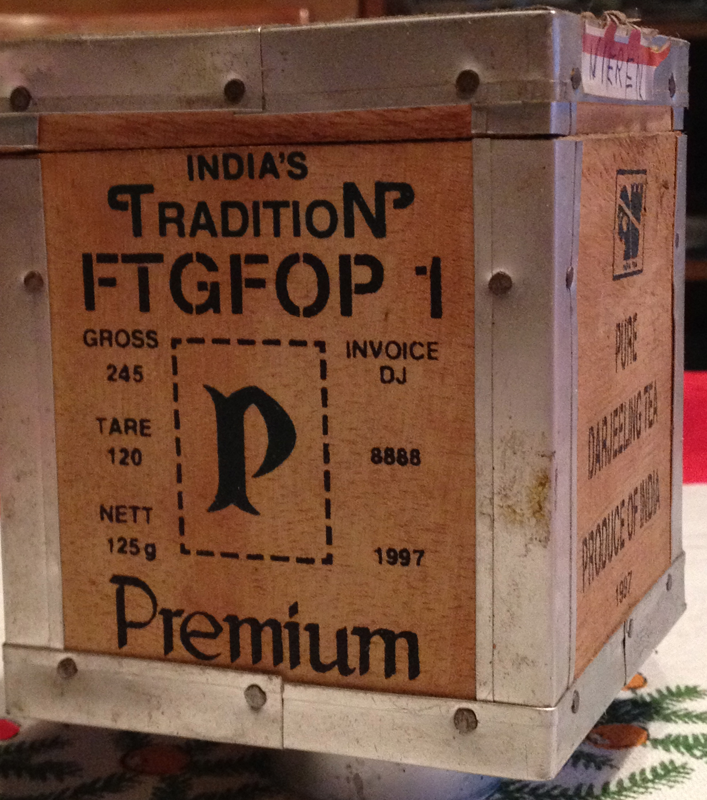 INDIA'S
TRADITION
FTGFOP 1
GROSS
245
TARE
120
NETT
125g
P
INVOICE
DJ
8888
1997
Premium
VIEREN
PURE
DARJEELING TEA
PRODUCE OF INDIA
1997